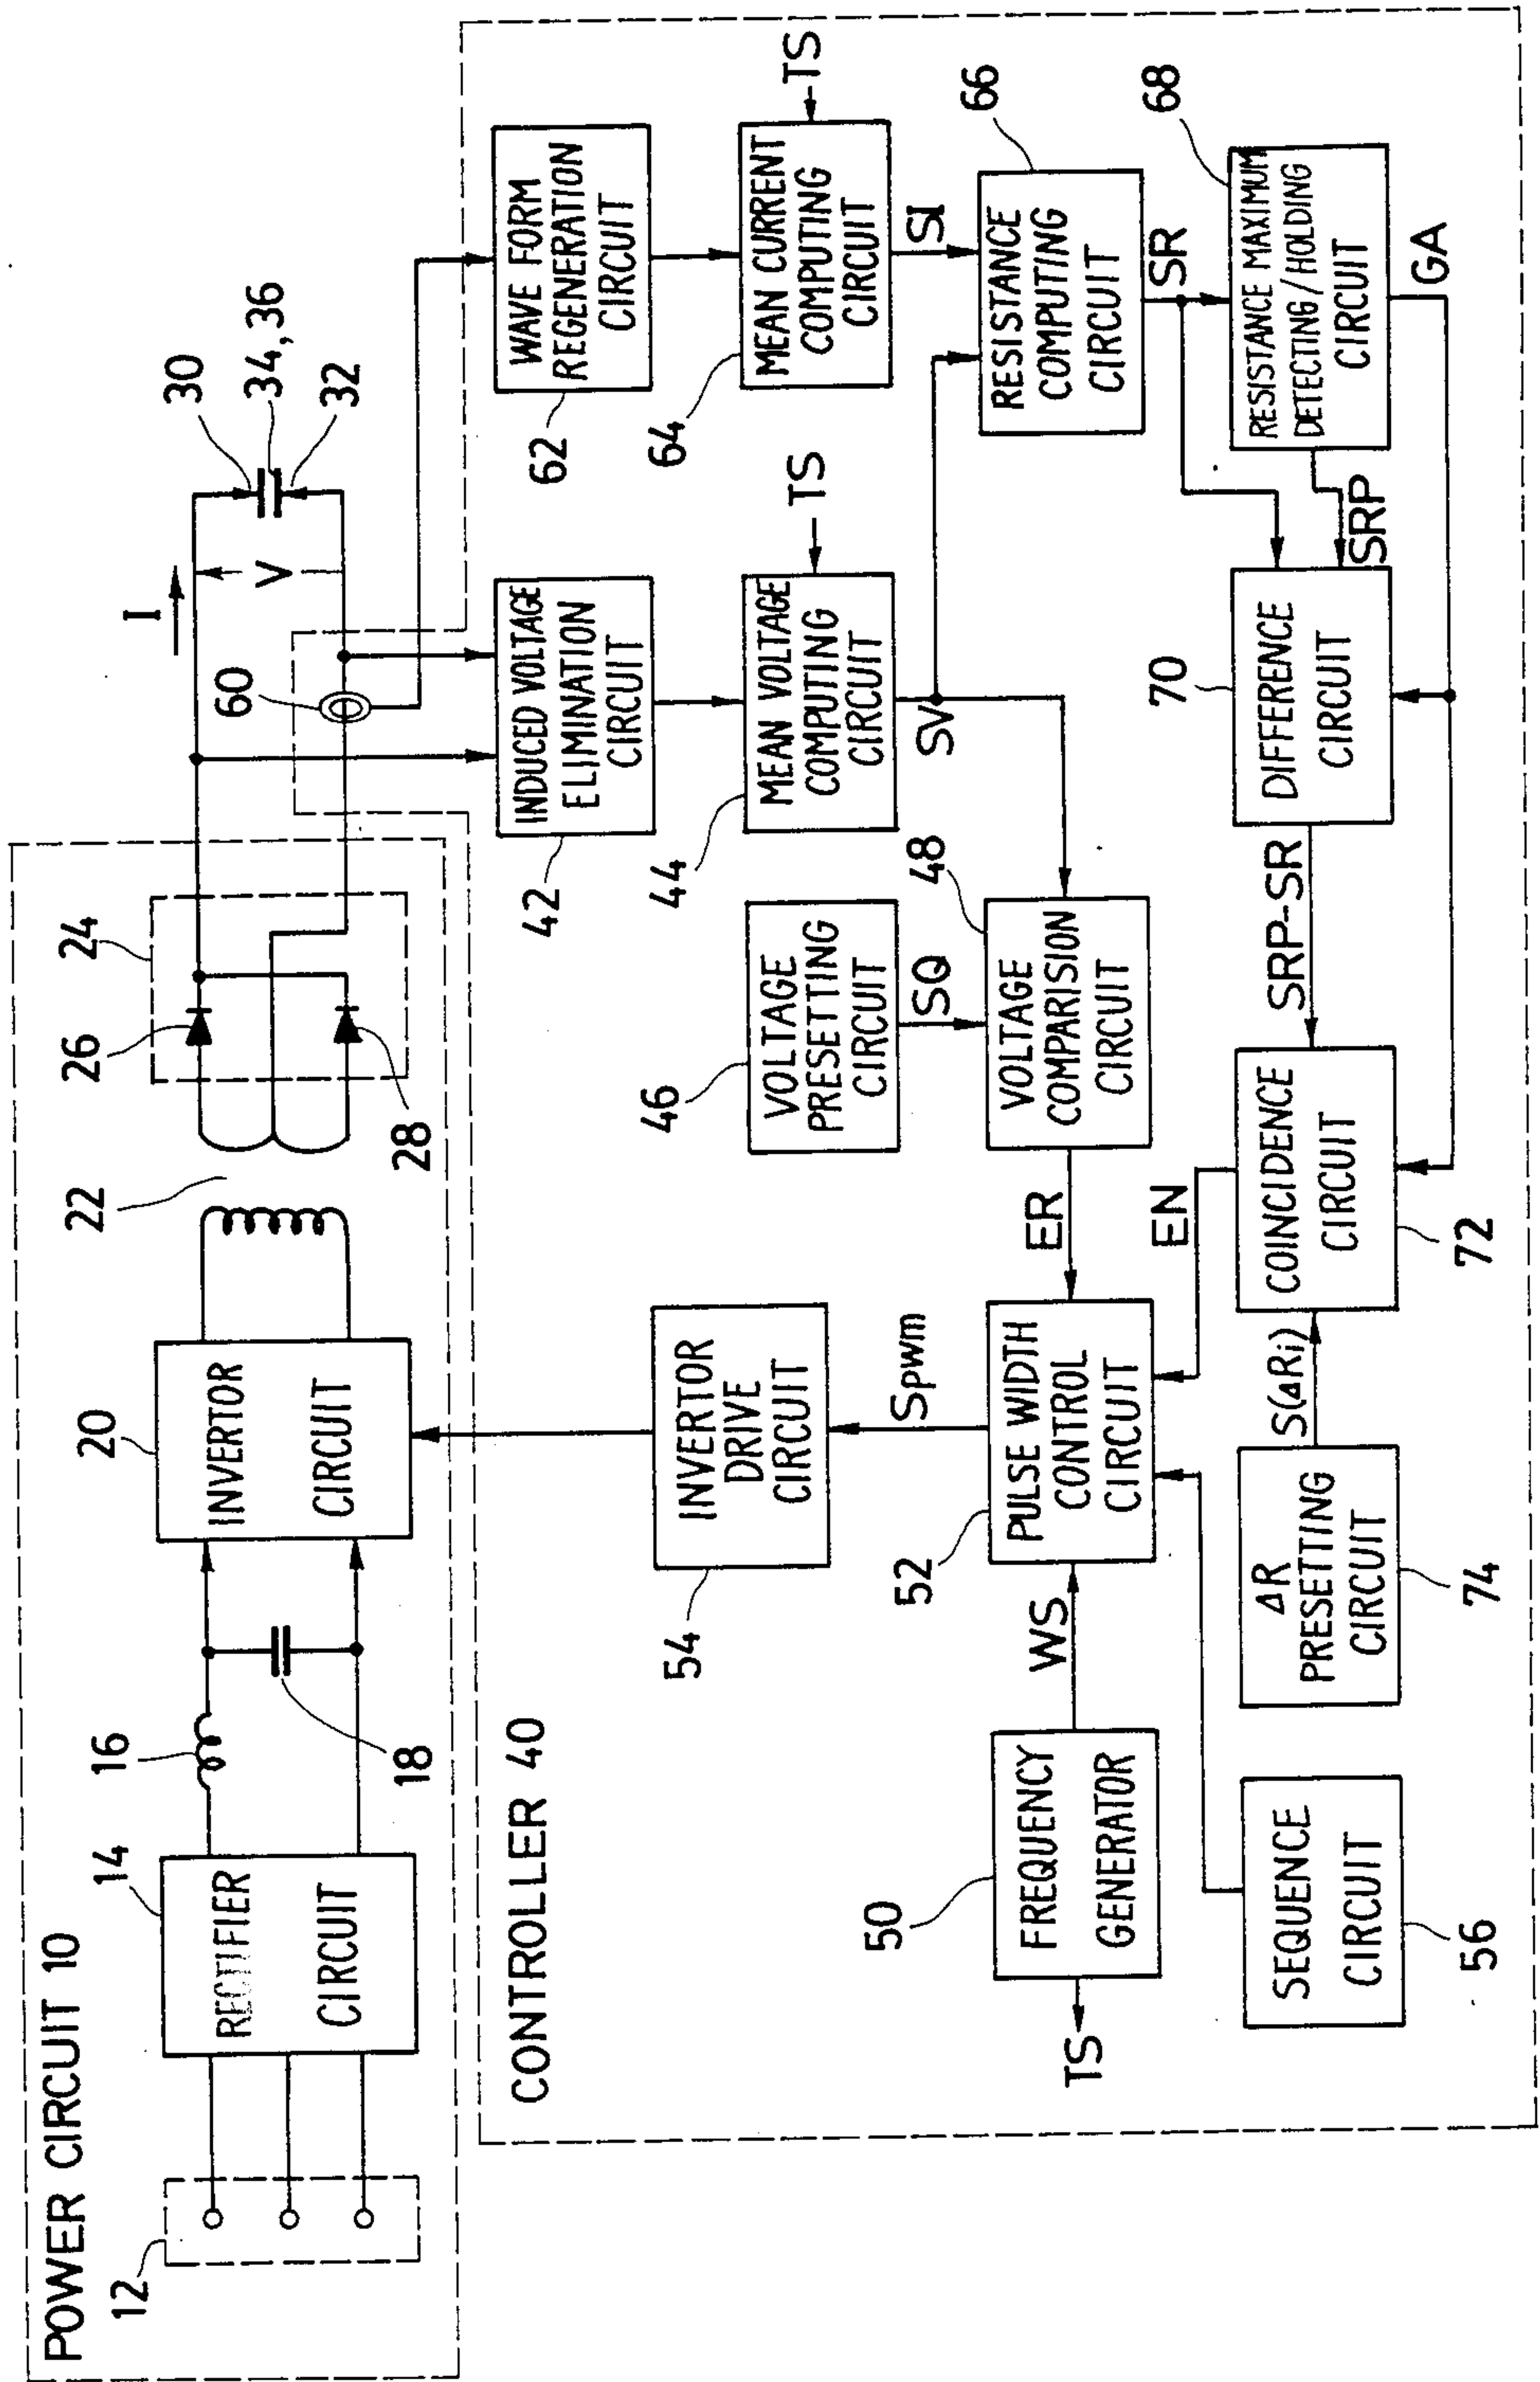 POWER CIRCUIT 10
12
14
RECTIFIER
CIRCUIT
16
18
20
INVERTOR
CIRCUIT
22
24
26
28
I
V
30
34, 36
32
60
CONTROLLER 40
INDUCED VOLTAGE
ELIMINATION
CIRCUIT
42
WAVE FORM
REGENERATION
CIRCUIT
62
INVERTOR
DRIVE
CIRCUIT
54
VOLTAGE
PRESETTING
CIRCUIT
46
MEAN VOLTAGE
COMPUTING
CIRCUIT
44
TS
MEAN CURRENT
COMPUTING
CIRCUIT
64
TS
Spwm
SQ
SV
SI
50
FREQUENCY
GENERATOR
TS
WS
52
PULSE WIDTH
CONTROL
CIRCUIT
ER
48
VOLTAGE
COMPARISION
CIRCUIT
RESISTANCE
COMPUTING
CIRCUIT
66
EN
SR
SEQUENCE
CIRCUIT
56
ΔR
PRESETTING
CIRCUIT
74
S(ΔRi)
COINCIDENCE
CIRCUIT
72
SRP-SR
70
DIFFERENCE
CIRCUIT
SRP
RESISTANCE MAXIMUM
DETECTING/HOLDING
CIRCUIT
68
GA